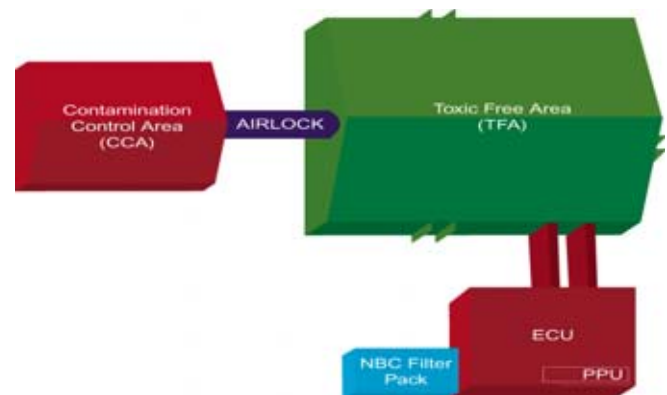 Contamination
Control Area
(CCA)
AIRLOCK
Toxic Free Area
(TFA)
ECU
NBC Filter
Pack
PPU